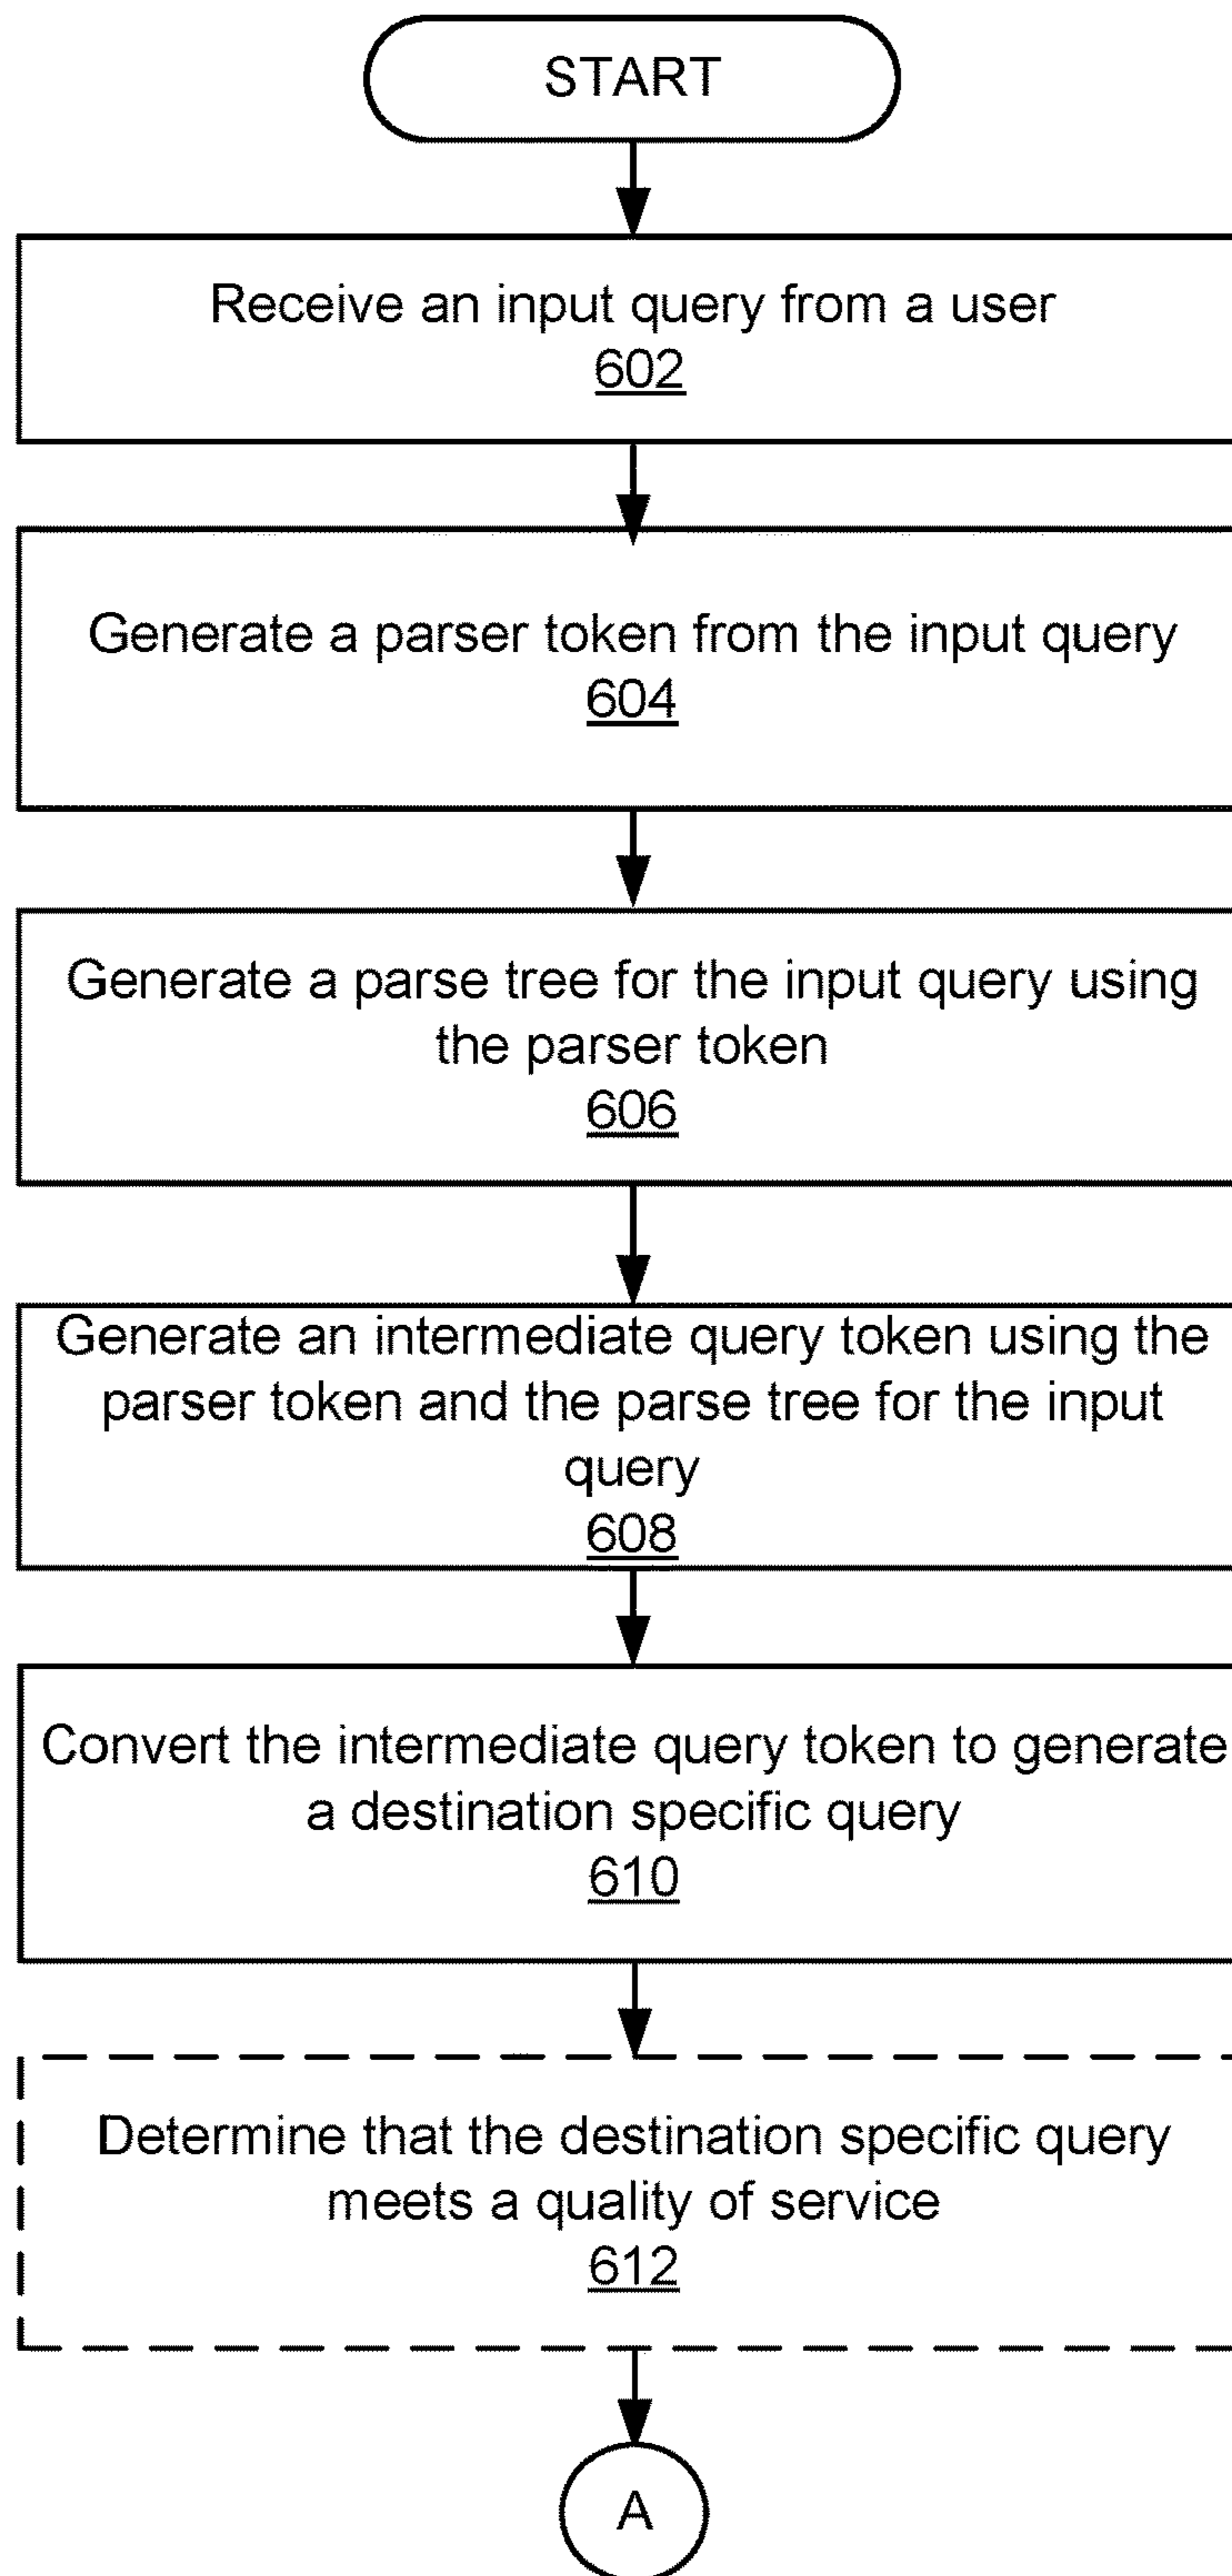 START
Receive an input query from a user
602
Generate a parser token from the input query
604
Generate a parse tree for the input query using
the parser token
606
Generate an intermediate query token using the
parser token and the parse tree for the input
query
608
Convert the intermediate query token to generate
a destination specific query
610
Determine that the destination specific query
meets a quality of service
612
A